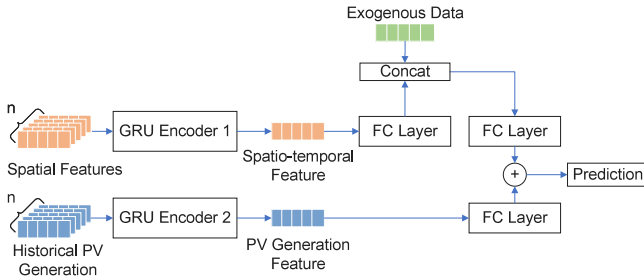 Exogenous Data
Concat
n
GRU Encoder 1
FC Layer
FC Layer
Spatial Features
Spatio-temporal
Feature
+
Prediction
n
GRU Encoder 2
FC Layer
Historical PV
Generation
PV Generation
Feature